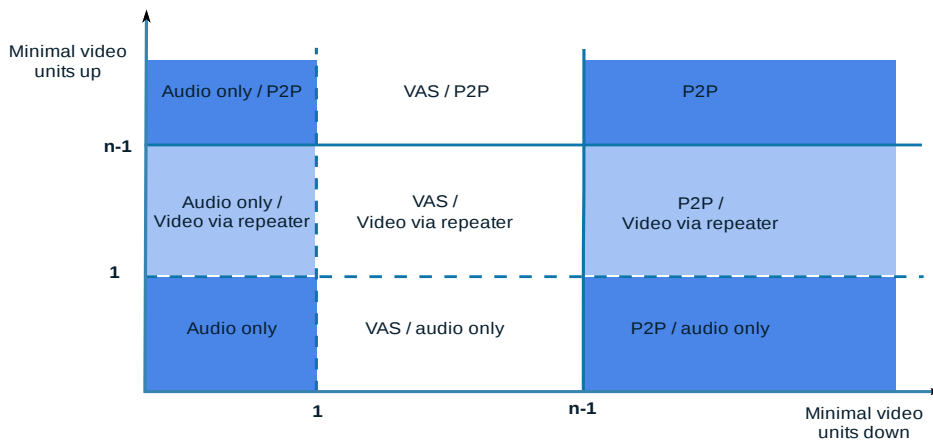 Minimal video
units up
Audio only / P2P
VAS / P2P
P2P
n-1
Audio only /
Video via repeater
VAS /
Video via repeater
P2P /
Video via repeater
1
Audio only
VAS / audio only
P2P / audio only
1
n-1
Minimal video
units down